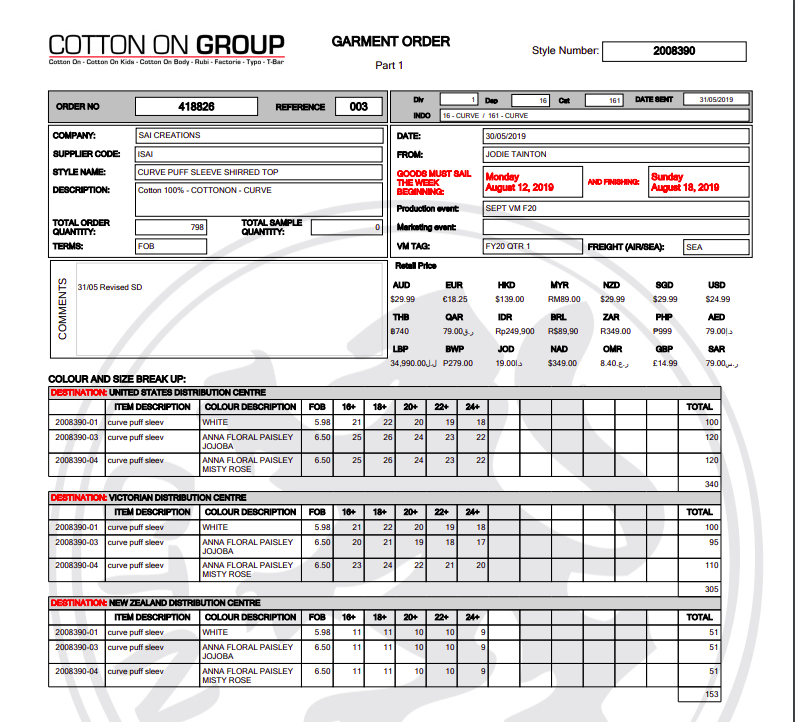 COTTON ON GROUP
Cotton On - Cotton On Kids - Cotton On Body - Rubi - Factorie - Typo - T-Bar
GARMENT ORDER
Part 1
Style Number: 2008390
ORDER NO 418826 REFERENCE 003
Div 1 Dep 16 Cat 161 DATE SENT 31/05/2019
INDO 16 - CURVE / 161 - CURVE
COMPANY: SAI CREATIONS
SUPPLIER CODE: ISAI
STYLE NAME: CURVE PUFF SLEEVE SHIRRED TOP
DESCRIPTION: Cotton 100% - COTTONON - CURVE
TOTAL ORDER QUANTITY: 798 TOTAL SAMPLE QUANTITY: 0
TERMS: FOB
DATE: 30/05/2019
FROM: JODIE TAINTON
GOODS MUST SAIL THE WEEK BEGINNING: Monday August 12, 2019 AND FINISHING: Sunday August 18, 2019
Production event: SEPT VM F20
Marketing event:
VM TAG: FY20 QTR 1 FREIGHT (AIR/SEA): SEA
COMMENTS
31/05 Revised SD
Retail Price
AUD EUR HKD MYR NZD SGD USD
$29.99 €18.25 $139.00 RM89.00 $29.99 $29.99 $24.99
THB QAR IDR BRL ZAR PHP AED
฿740 79.00ر.ق Rp249,900 R$89,90 R349.00 ₱999 79.00د.إ
LBP BWP JOD NAD OMR GBP SAR
34,990.00ل.ل P279.00 19.00د.ا $349.00 8.40ر.ع. £14.99 79.00ر.س
COLOUR AND SIZE BREAK UP:
DESTINATION: UNITED STATES DISTRIBUTION CENTRE
ITEM DESCRIPTION COLOUR DESCRIPTION FOB 16+ 18+ 20+ 22+ 24+ TOTAL
2008390-01 curve puff sleev WHITE 5.98 21 22 20 19 18 100
2008390-03 curve puff sleev ANNA FLORAL PAISLEY JOJOBA 6.50 25 26 24 23 22 120
2008390-04 curve puff sleev ANNA FLORAL PAISLEY MISTY ROSE 6.50 25 26 24 23 22 120
340
DESTINATION: VICTORIAN DISTRIBUTION CENTRE
ITEM DESCRIPTION COLOUR DESCRIPTION FOB 16+ 18+ 20+ 22+ 24+ TOTAL
2008390-01 curve puff sleev WHITE 5.98 21 22 20 19 18 100
2008390-03 curve puff sleev ANNA FLORAL PAISLEY JOJOBA 6.50 20 21 19 18 17 95
2008390-04 curve puff sleev ANNA FLORAL PAISLEY MISTY ROSE 6.50 23 24 22 21 20 110
305
DESTINATION: NEW ZEALAND DISTRIBUTION CENTRE
ITEM DESCRIPTION COLOUR DESCRIPTION FOB 16+ 18+ 20+ 22+ 24+ TOTAL
2008390-01 curve puff sleev WHITE 5.98 11 11 10 10 9 51
2008390-03 curve puff sleev ANNA FLORAL PAISLEY JOJOBA 6.50 11 11 10 10 9 51
2008390-04 curve puff sleev ANNA FLORAL PAISLEY MISTY ROSE 6.50 11 11 10 10 9 51
153